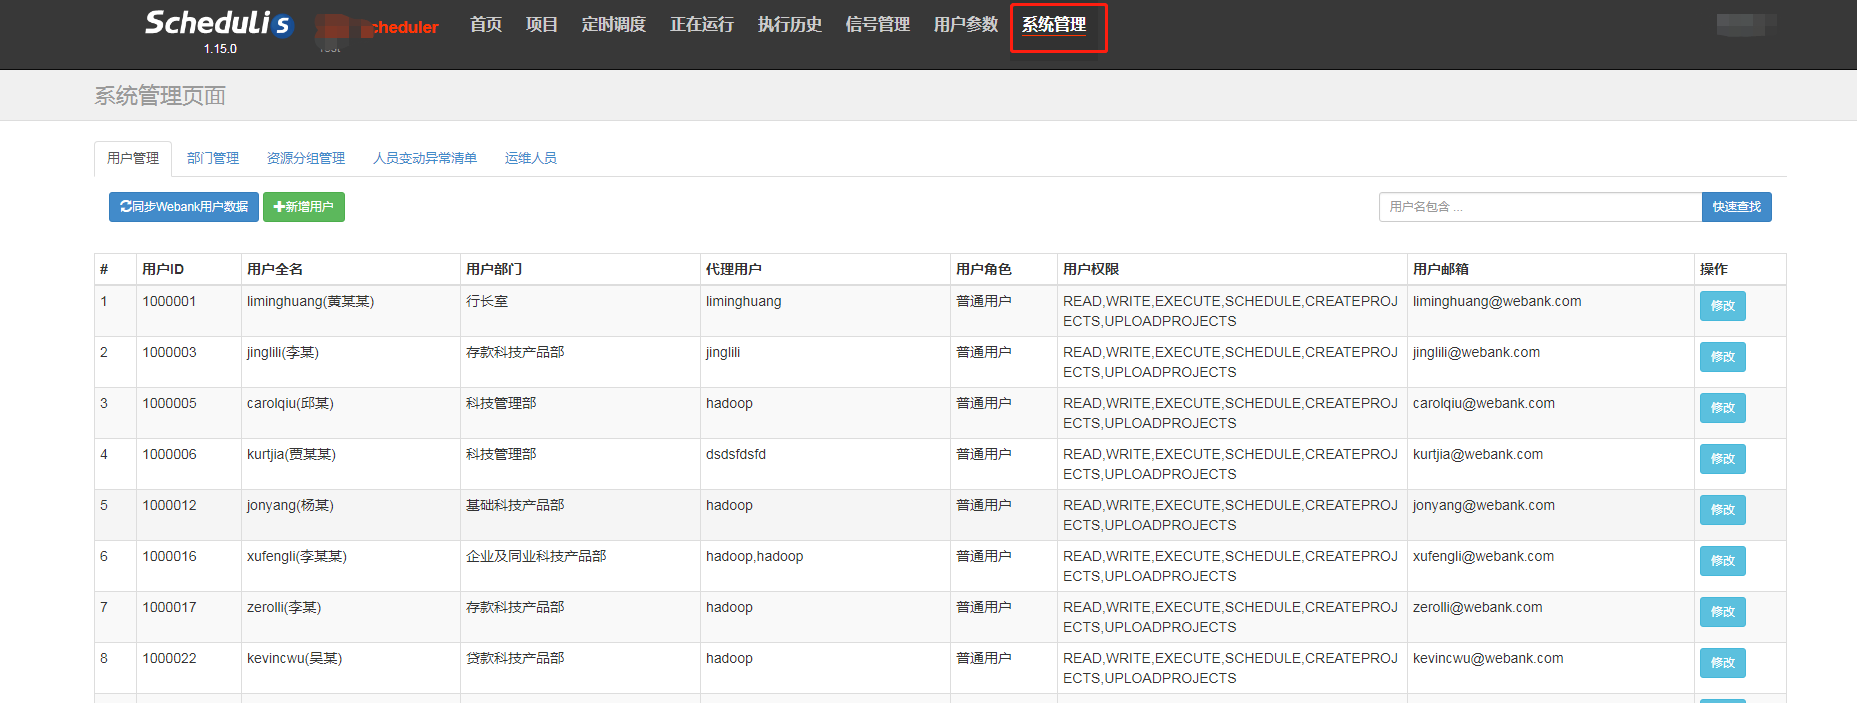 Schedulis
1.15.0
cheduler
首页 项目 定时调度 正在运行 执行历史 信号管理 用户参数 系统管理
系统管理页面
用户管理 部门管理 资源分组管理 人员变动异常清单 运维人员
同步Webank用户数据 新增用户 用户名包含 ... 快速查找
# 用户ID 用户全名 用户部门 代理用户 用户角色 用户权限 用户邮箱 操作
1 1000001 liminghuang(黄某某) 行长室 liminghuang 普通用户 READ,WRITE,EXECUTE,SCHEDULE,CREATEPROJ liminghuang@webank.com 修改
ECTS,UPLOADPROJECTS
2 1000003 jinglili(李某) 存款科技产品部 jinglili 普通用户 READ,WRITE,EXECUTE,SCHEDULE,CREATEPROJ jinglili@webank.com 修改
ECTS,UPLOADPROJECTS
3 1000005 carolqiu(邱某) 科技管理部 hadoop 普通用户 READ,WRITE,EXECUTE,SCHEDULE,CREATEPROJ carolqiu@webank.com 修改
ECTS,UPLOADPROJECTS
4 1000006 kurtjia(贾某某) 科技管理部 dsdsfdsfd 普通用户 READ,WRITE,EXECUTE,SCHEDULE,CREATEPROJ kurtjia@webank.com 修改
ECTS,UPLOADPROJECTS
5 1000012 jonyang(杨某) 基础科技产品部 hadoop 普通用户 READ,WRITE,EXECUTE,SCHEDULE,CREATEPROJ jonyang@webank.com 修改
ECTS,UPLOADPROJECTS
6 1000016 xufengli(李某某) 企业及同业科技产品部 hadoop,hadoop 普通用户 READ,WRITE,EXECUTE,SCHEDULE,CREATEPROJ xufengli@webank.com 修改
ECTS,UPLOADPROJECTS
7 1000017 zerolli(李某) 存款科技产品部 hadoop 普通用户 READ,WRITE,EXECUTE,SCHEDULE,CREATEPROJ zerolli@webank.com 修改
ECTS,UPLOADPROJECTS
8 1000022 kevincwu(吴某) 贷款科技产品部 hadoop 普通用户 READ,WRITE,EXECUTE,SCHEDULE,CREATEPROJ kevincwu@webank.com 修改
ECTS,UPLOADPROJECTS